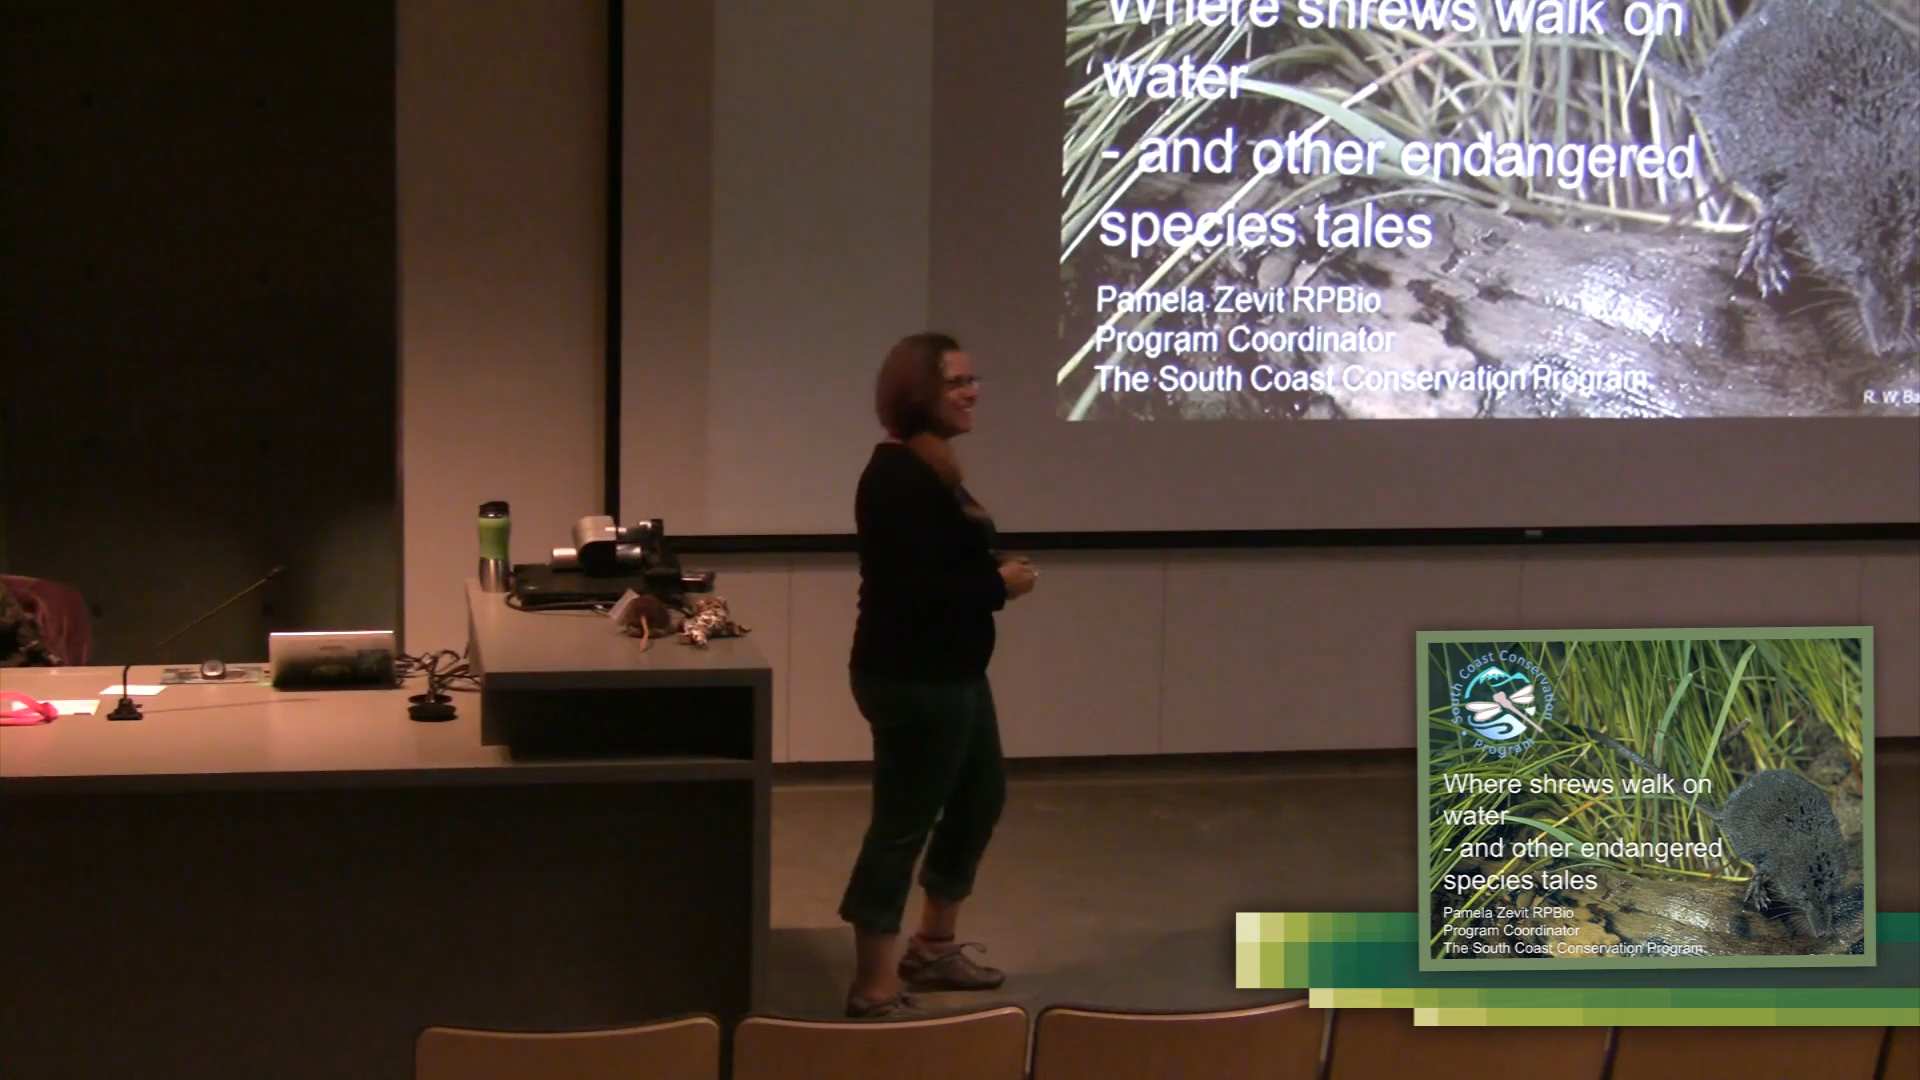 Where shrews walk on
water
- and other endangered
species tales
Pamela Zevit RPBio
Program Coordinator
The South Coast Conservation Program
R. W. Ba
South Coast Conservation
• Program •
Where shrews walk on
water
- and other endangered
species tales
Pamela Zevit RPBio
Program Coordinator
The South Coast Conservation Program